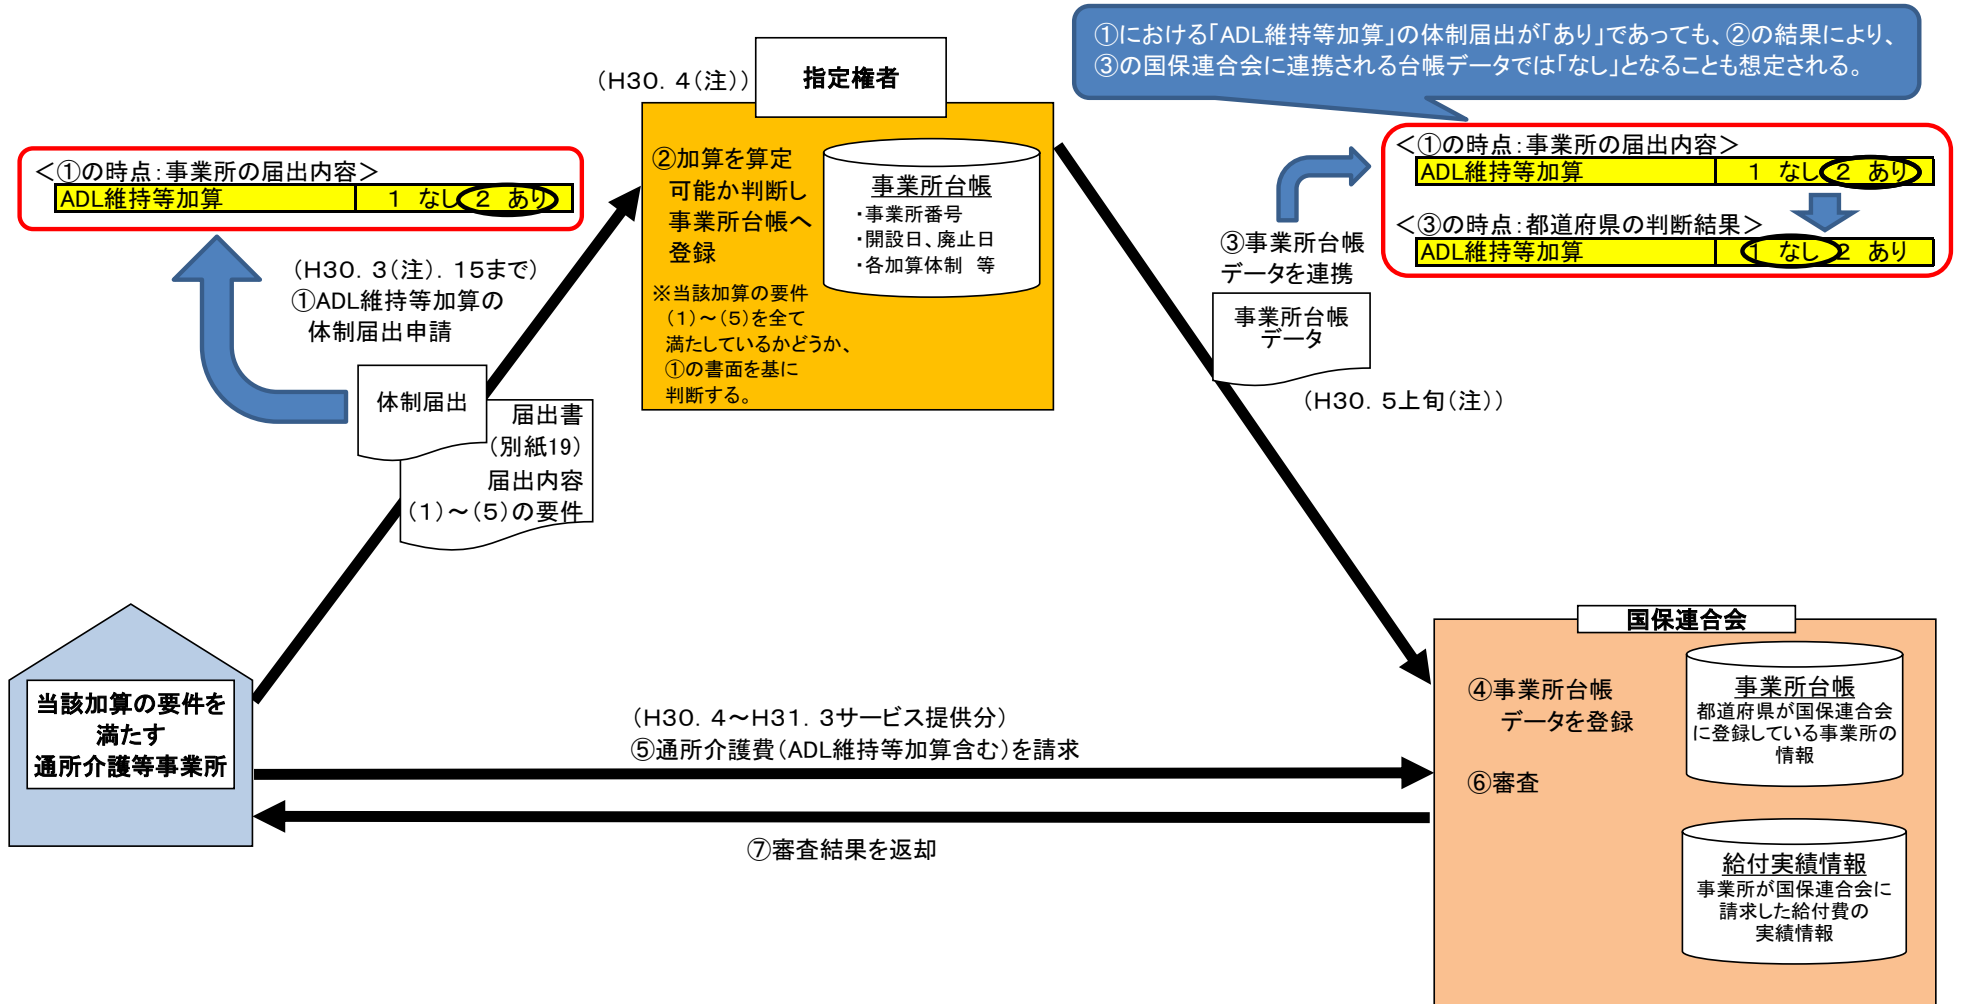 ①における｢ADL維持等加算｣の体制届出が｢あり｣であっても、②の結果により、
③の国保連合会に連携される台帳データでは｢なし｣となることも想定される。
(H30．4(注))
指定権者
②加算を算定
可能か判断し
事業所台帳へ
登録
※当該加算の要件
(1)～(5)を全て
満たしているかどうか、
①の書面を基に
判断する。
事業所台帳
・事業所番号
・開設日、廃止日
・各加算体制　等
＜①の時点：事業所の届出内容＞
ADL維持等加算　1　なし　2　あり
(H30．3(注)．15まで)
①ADL維持等加算の
体制届出申請
体制届出
届出書
(別紙19)
届出内容
(1)～(5)の要件
＜①の時点：事業所の届出内容＞
ADL維持等加算　1　なし　2　あり
＜③の時点：都道府県の判断結果＞
ADL維持等加算　1　なし　2　あり
③事業所台帳
データを連携
事業所台帳
データ
(H30．5上旬(注))
当該加算の要件を
満たす
通所介護等事業所
(H30．4～H31．3サービス提供分)
⑤通所介護費(ADL維持等加算含む)を請求
⑦審査結果を返却
国保連合会
④事業所台帳
データを登録
⑥審査
事業所台帳
都道府県が国保連合会
に登録している事業所の
情報
給付実績情報
事業所が国保連合会に
請求した給付費の
実績情報